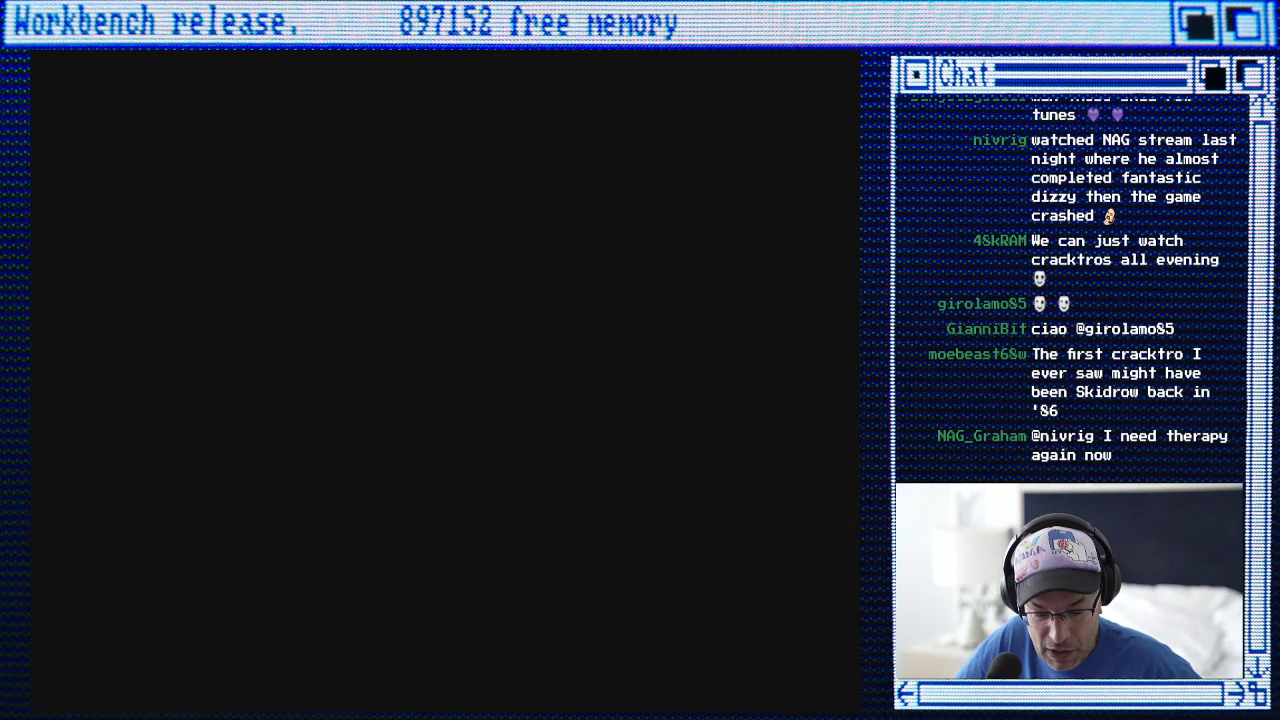 Workbench release. 897152 free memory
Chat
tunes
nivrig watched NAG stream last
night where he almost
completed fantastic
dizzy then the game
crashed
48kRAM We can just watch
cracktros all evening
girolamo85
GianniBit ciao @girolamo85
moebeast68w The first cracktro I
ever saw might have
been Skidrow back in
'86
NAG_Graham @nivrig I need therapy
again now